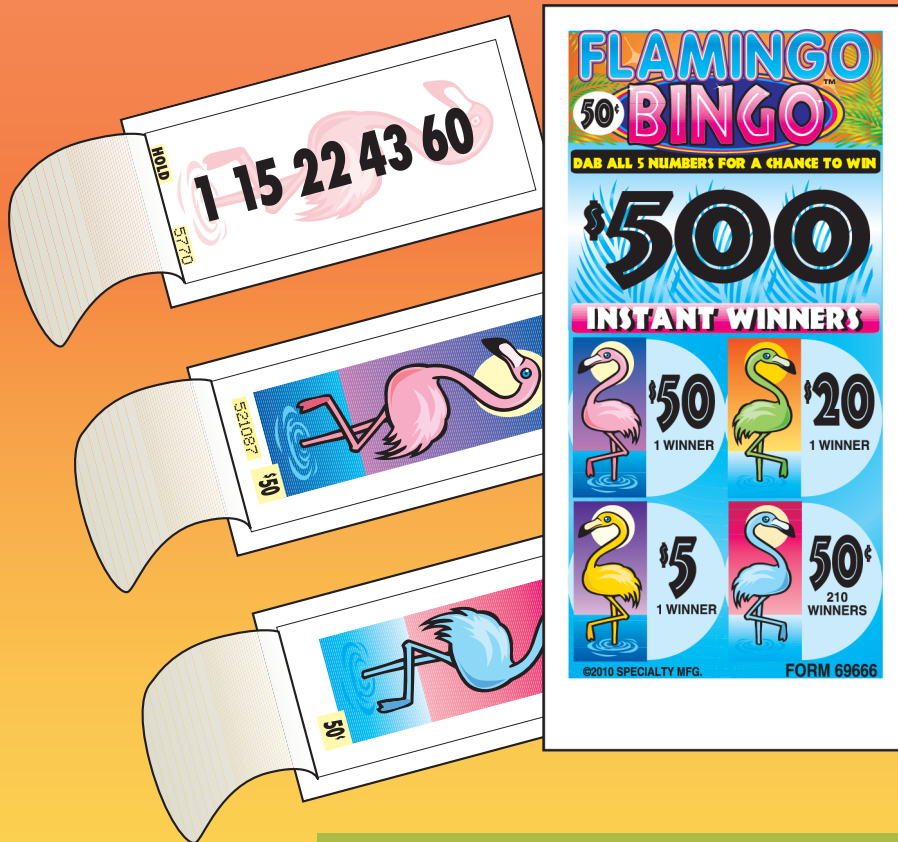 HOLD
1 15 22 43 60
5770
521087
$50
50¢
FLAMINGO
50¢
BINGO™
DAB ALL 5 NUMBERS FOR A CHANCE TO WIN
$500
INSTANT WINNERS
$50
1 WINNER
$20
1 WINNER
$5
1 WINNER
50¢
210
WINNERS
©2010 SPECIALTY MFG.
FORM 69666